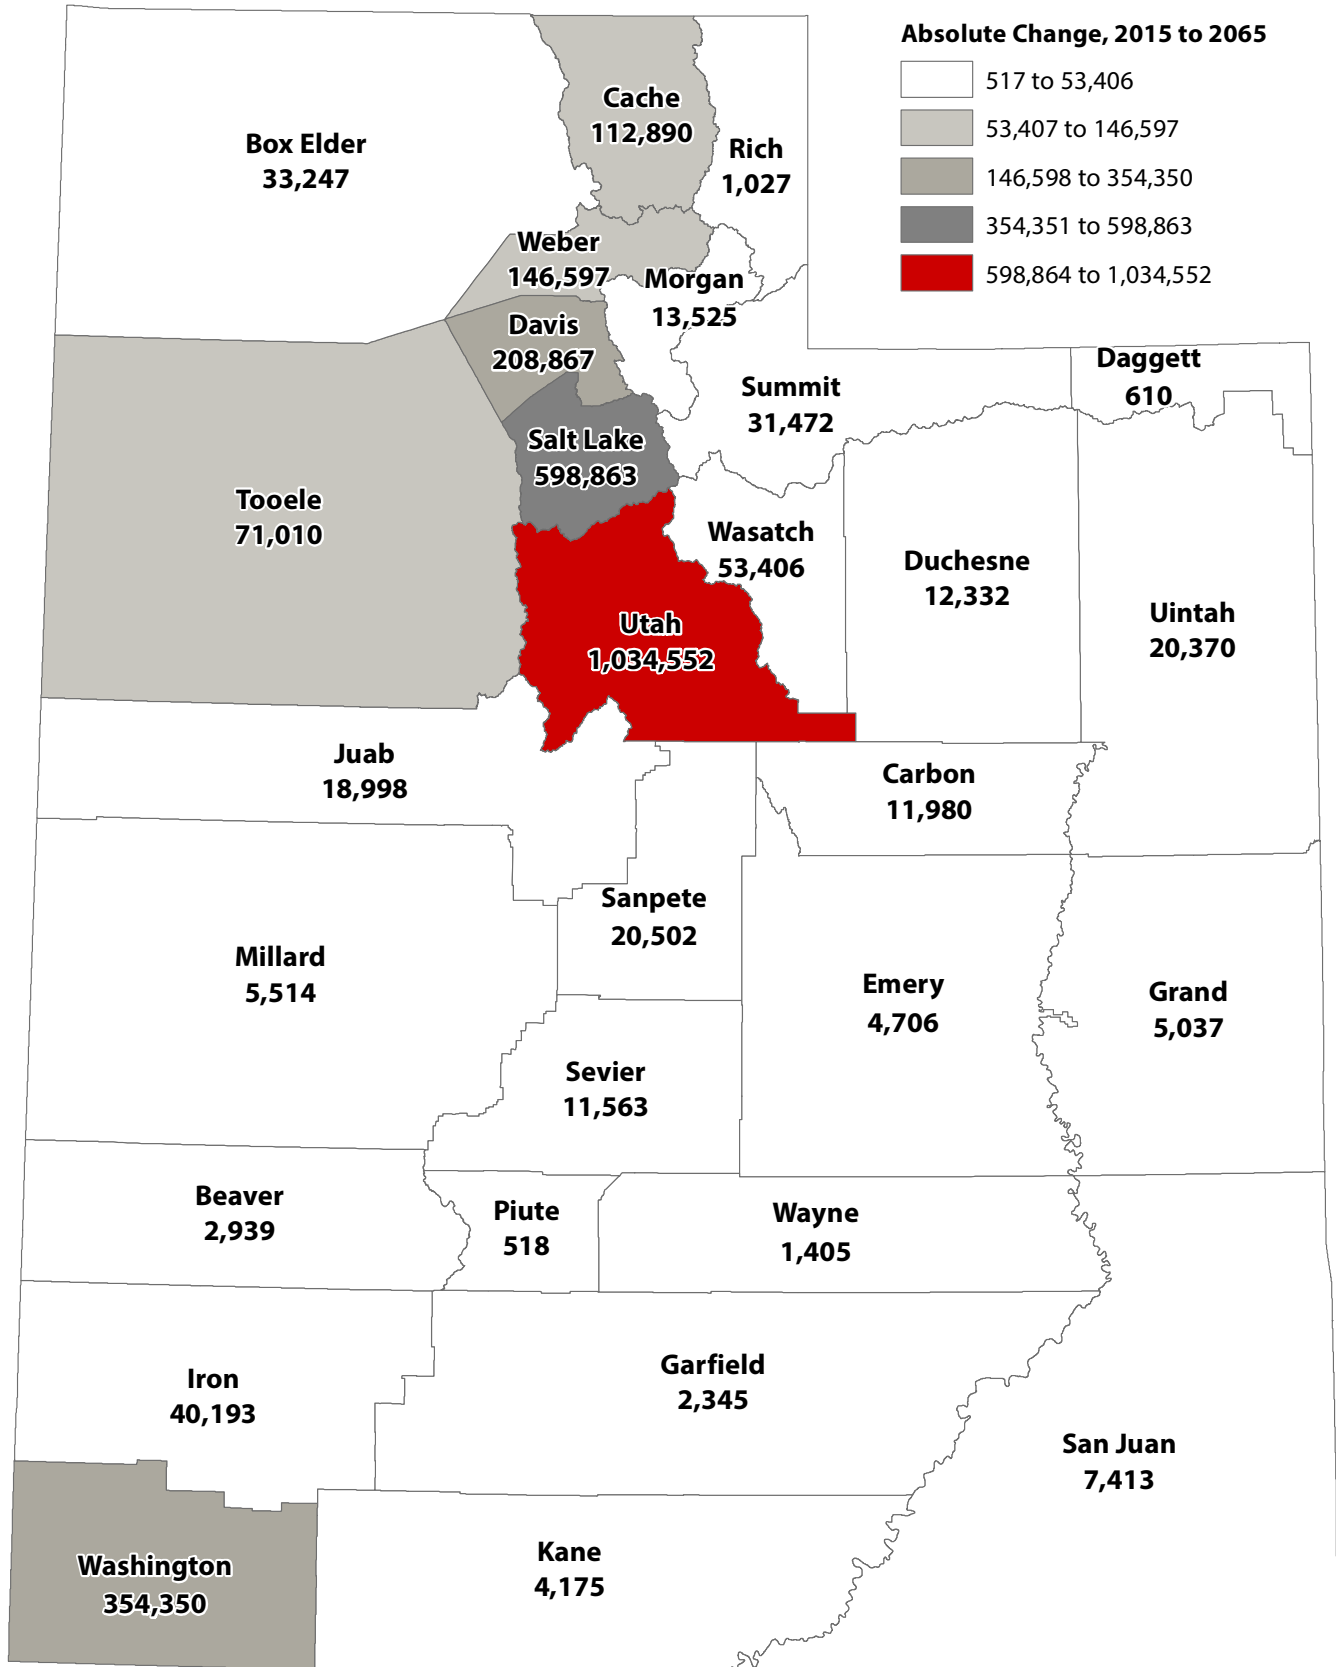 Absolute Change, 2015 to 2065
517 to 53,406
53,407 to 146,597
146,598 to 354,350
354,351 to 598,863
598,864 to 1,034,552
Cache
112,890
Box Elder
33,247
Rich
1,027
Weber
146,597
Morgan
13,525
Davis
208,867
Daggett
610
Summit
31,472
Salt Lake
598,863
Tooele
71,010
Wasatch
53,406
Duchesne
12,332
Uintah
20,370
Utah
1,034,552
Juab
18,998
Carbon
11,980
Sanpete
20,502
Millard
5,514
Emery
4,706
Grand
5,037
Sevier
11,563
Beaver
2,939
Piute
518
Wayne
1,405
Iron
40,193
Garfield
2,345
San Juan
7,413
Washington
354,350
Kane
4,175